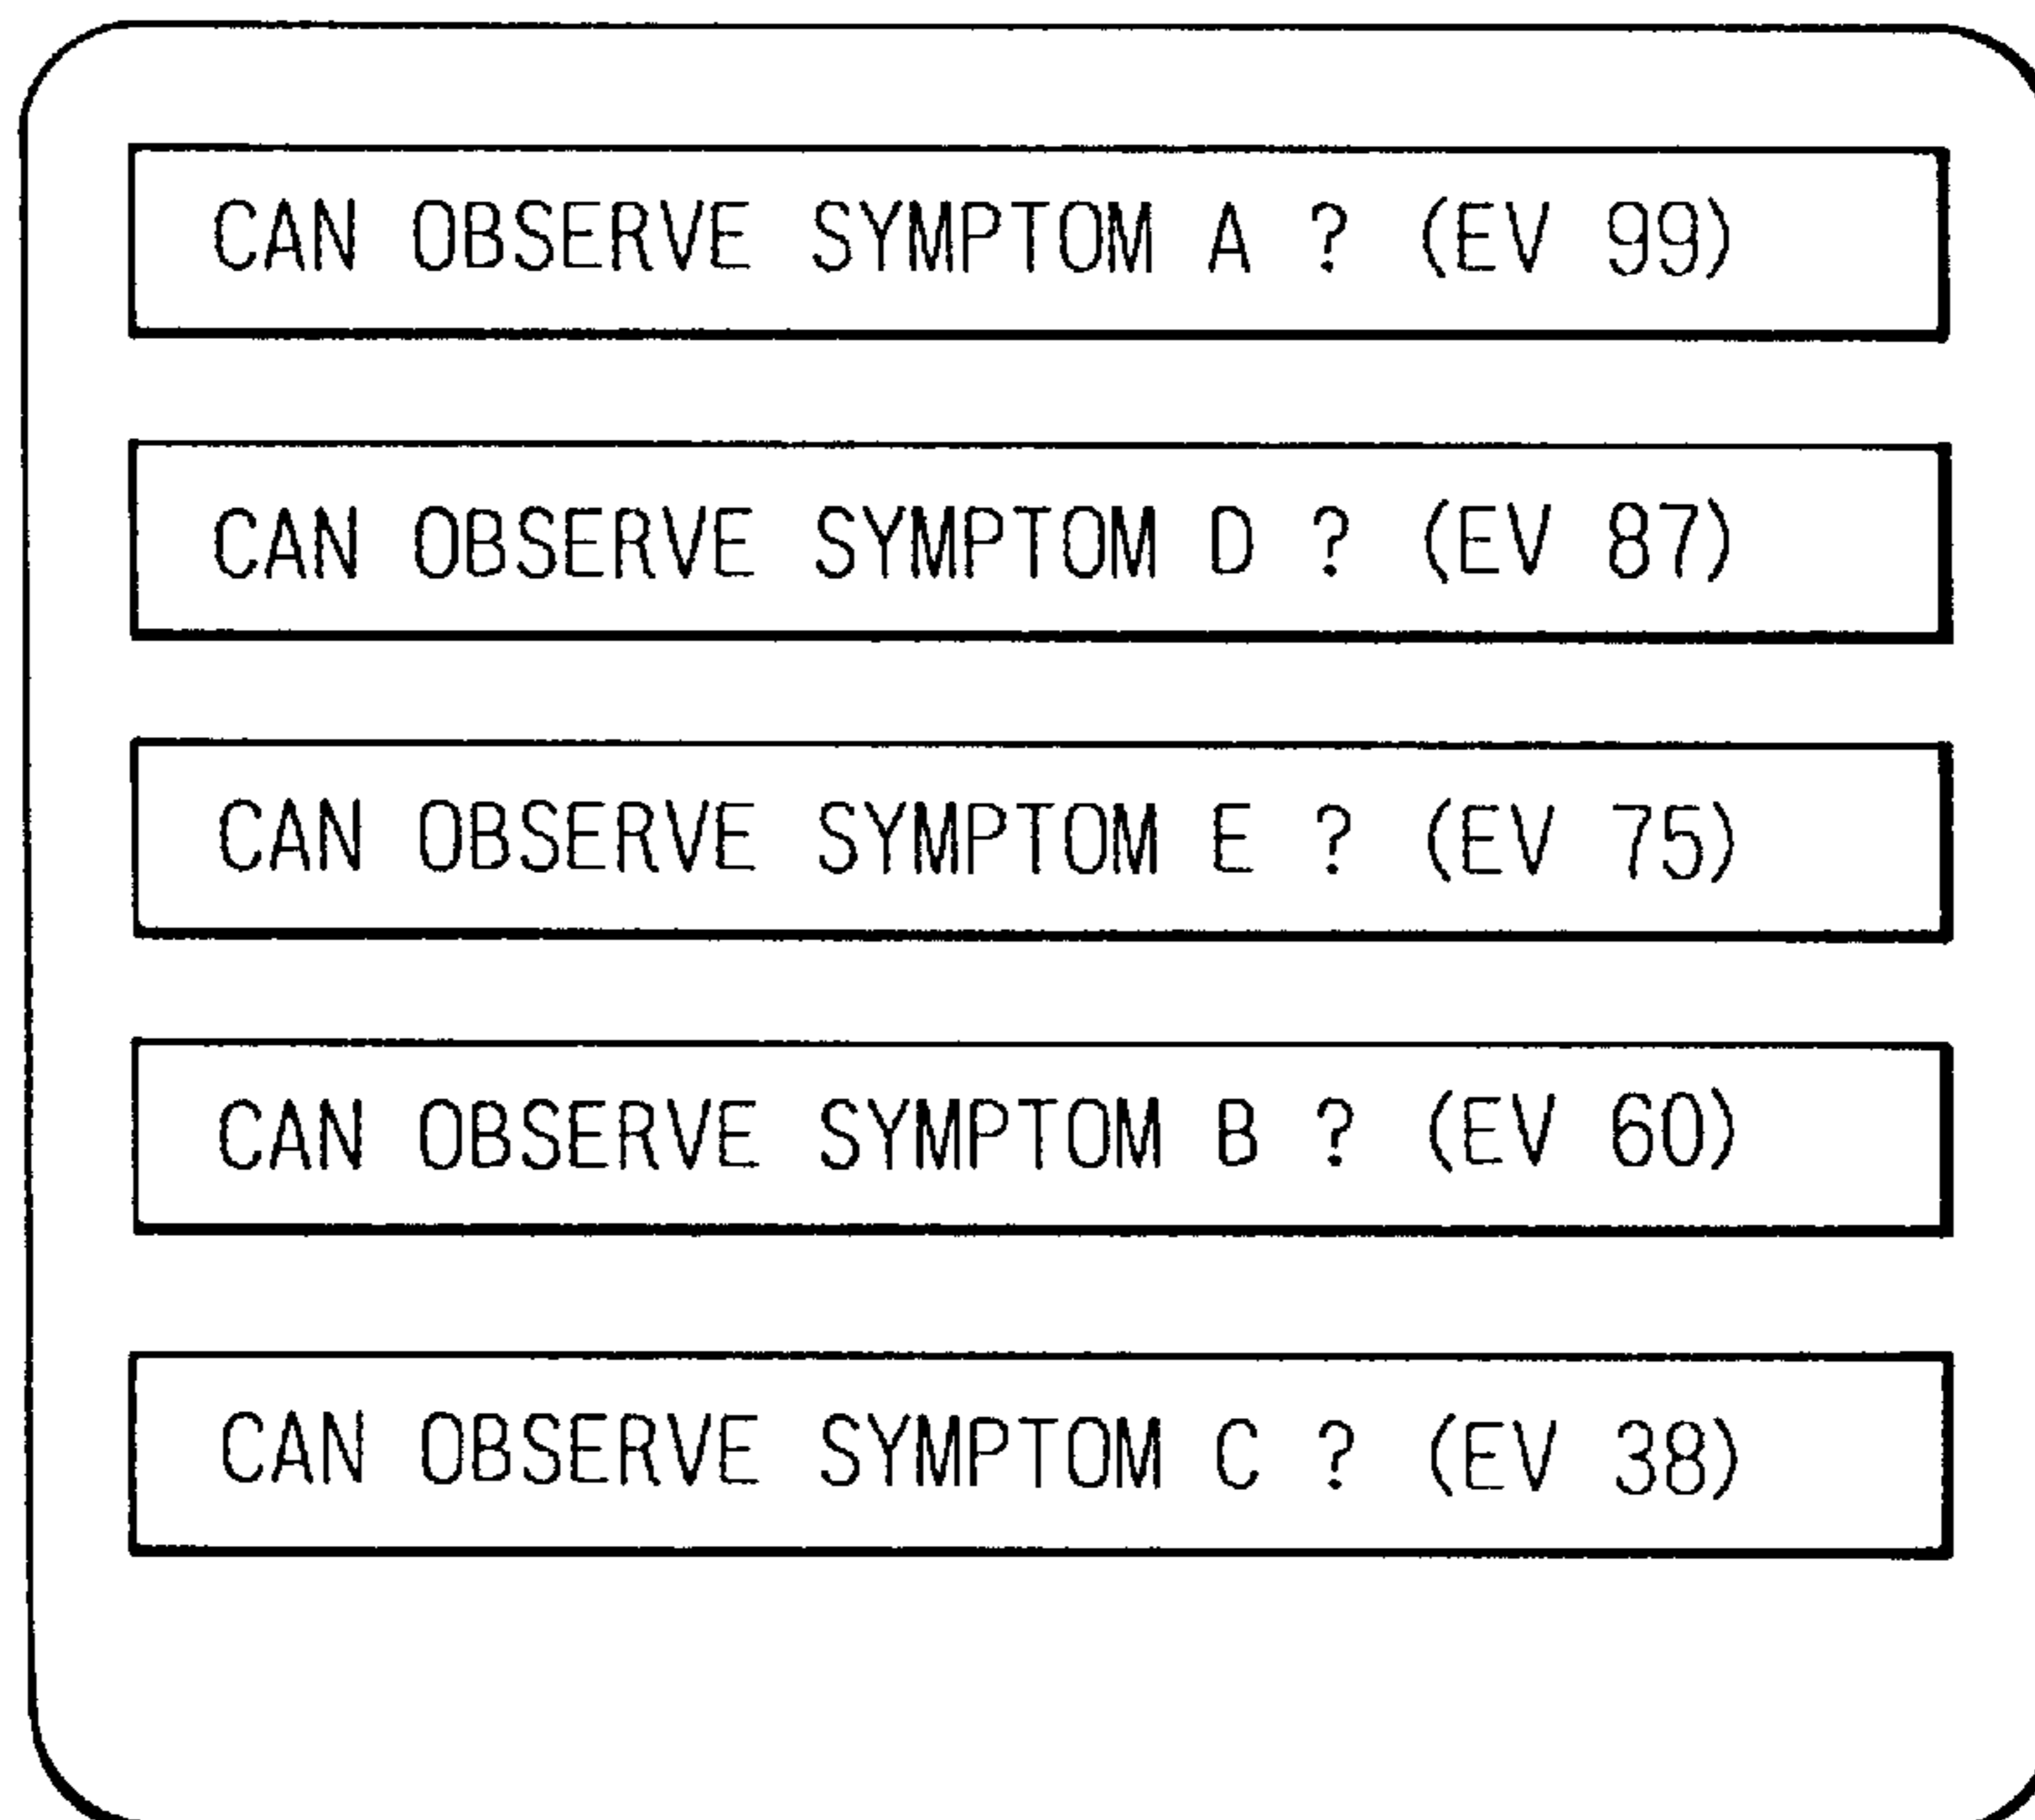 CAN OBSERVE SYMPTOM A ? (EV 99)
CAN OBSERVE SYMPTOM D ? (EV 87)
CAN OBSERVE SYMPTOM E ? (EV 75)
CAN OBSERVE SYMPTOM B ? (EV 60)
CAN OBSERVE SYMPTOM C ? (EV 38)